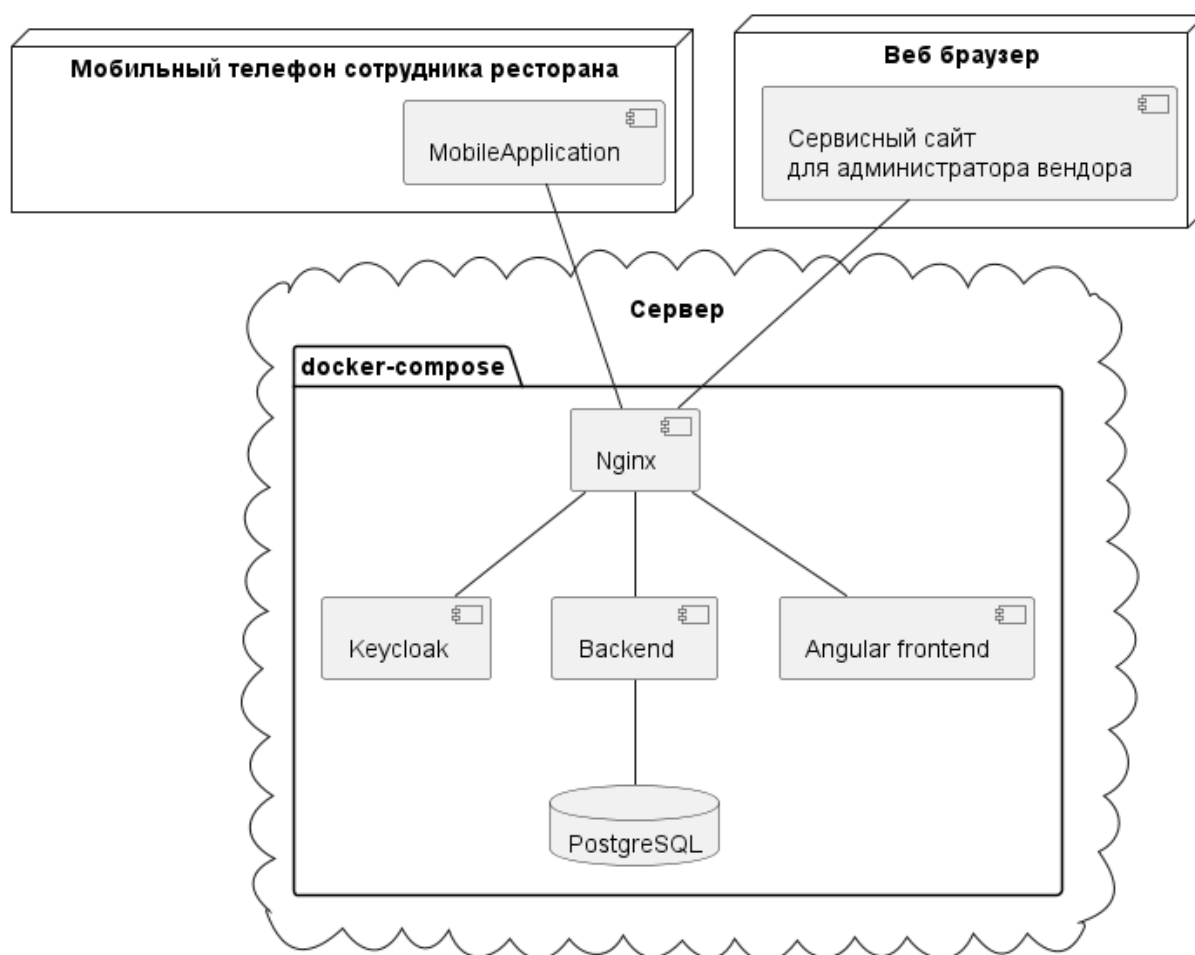 Мобильный телефон сотрудника ресторана
MobileApplication
Веб браузер
Сервисный сайт
для администратора вендора
Сервер
docker-compose
Nginx
Keycloak
Backend
Angular frontend
PostgreSQL